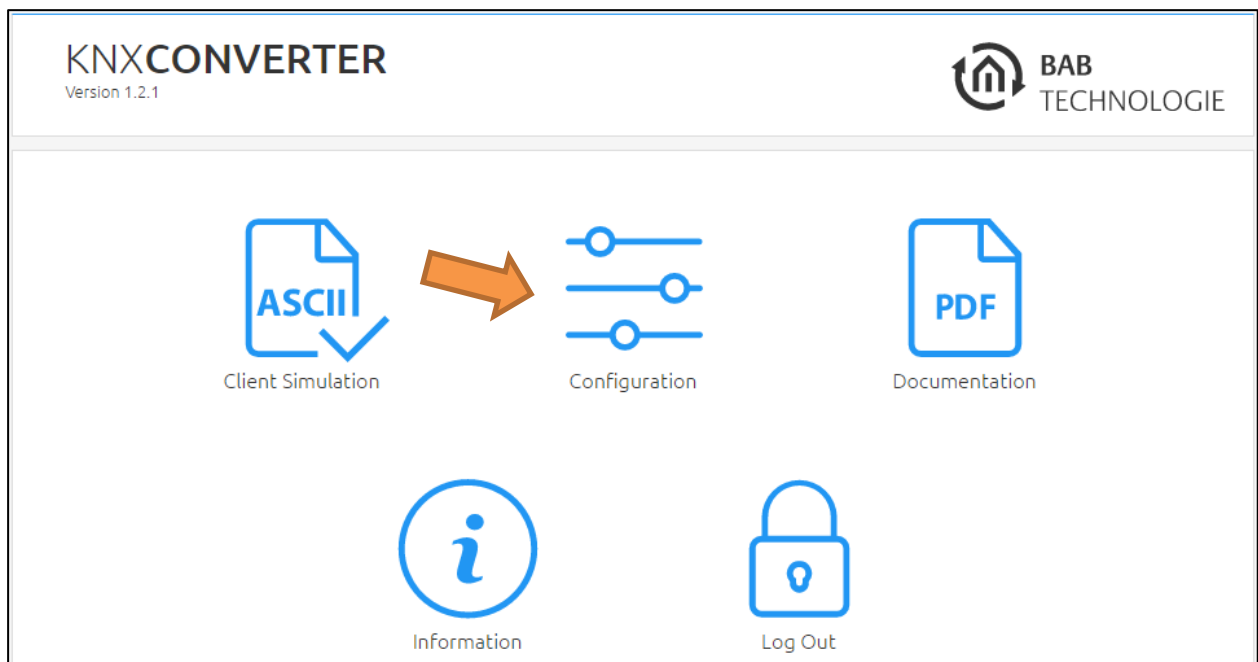 KNXCONVERTER
Version 1.2.1
BAB
TECHNOLOGIE
ASCII
PDF
Client Simulation
Configuration
Documentation
i
Information
Log Out